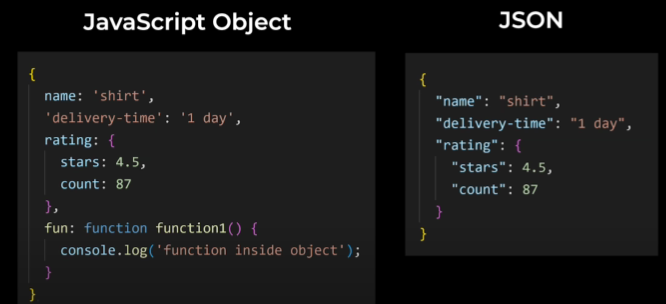 JavaScript Object
{
  name: 'shirt',
  'delivery-time': '1 day',
  rating: {
    stars: 4.5,
    count: 87
  },
  fun: function function1() {
    console.log('function inside object');
  }
}
JSON
{
  "name": "shirt",
  "delivery-time": "1 day",
  "rating": {
    "stars": 4.5,
    "count": 87
  }
}